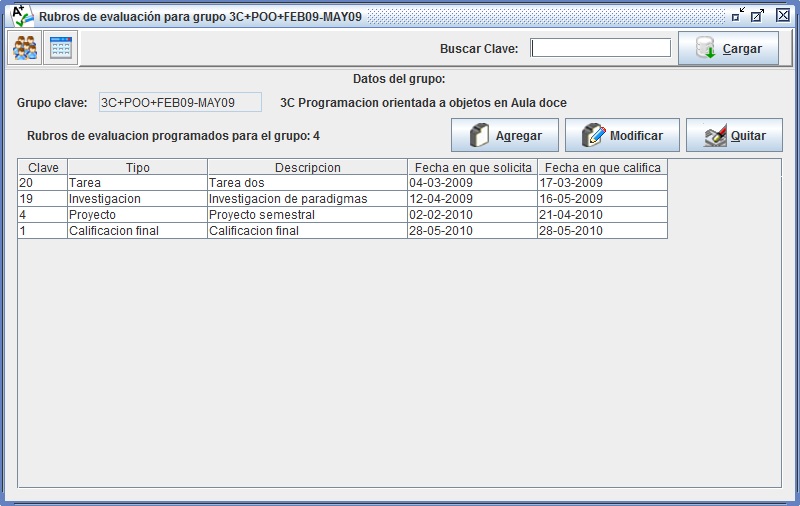 Rubros de evaluación para grupo 3C+POO+FEB09-MAY09
Buscar Clave: Cargar
Datos del grupo:
Grupo clave: 3C+POO+FEB09-MAY09 3C Programacion orientada a objetos en Aula doce
Rubros de evaluacion programados para el grupo: 4 Agregar Modificar Quitar
Clave Tipo Descripcion Fecha en que solicita Fecha en que califica
20 Tarea Tarea dos 04-03-2009 17-03-2009
19 Investigacion Investigacion de paradigmas 12-04-2009 16-05-2009
4 Proyecto Proyecto semestral 02-02-2010 21-04-2010
1 Calificacion final Calificacion final 28-05-2010 28-05-2010